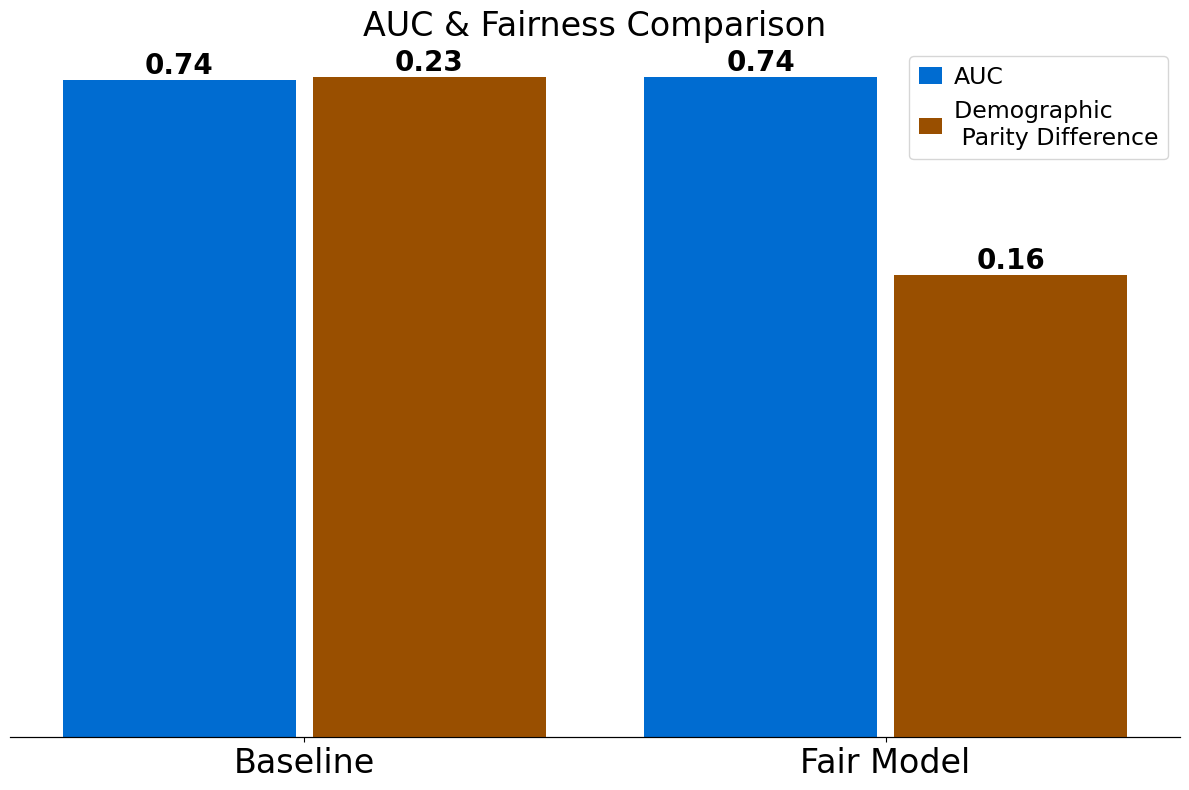 AUC & Fairness Comparison
0.74
0.23
0.74
AUC
Demographic
Parity Difference
0.16
Baseline
Fair Model